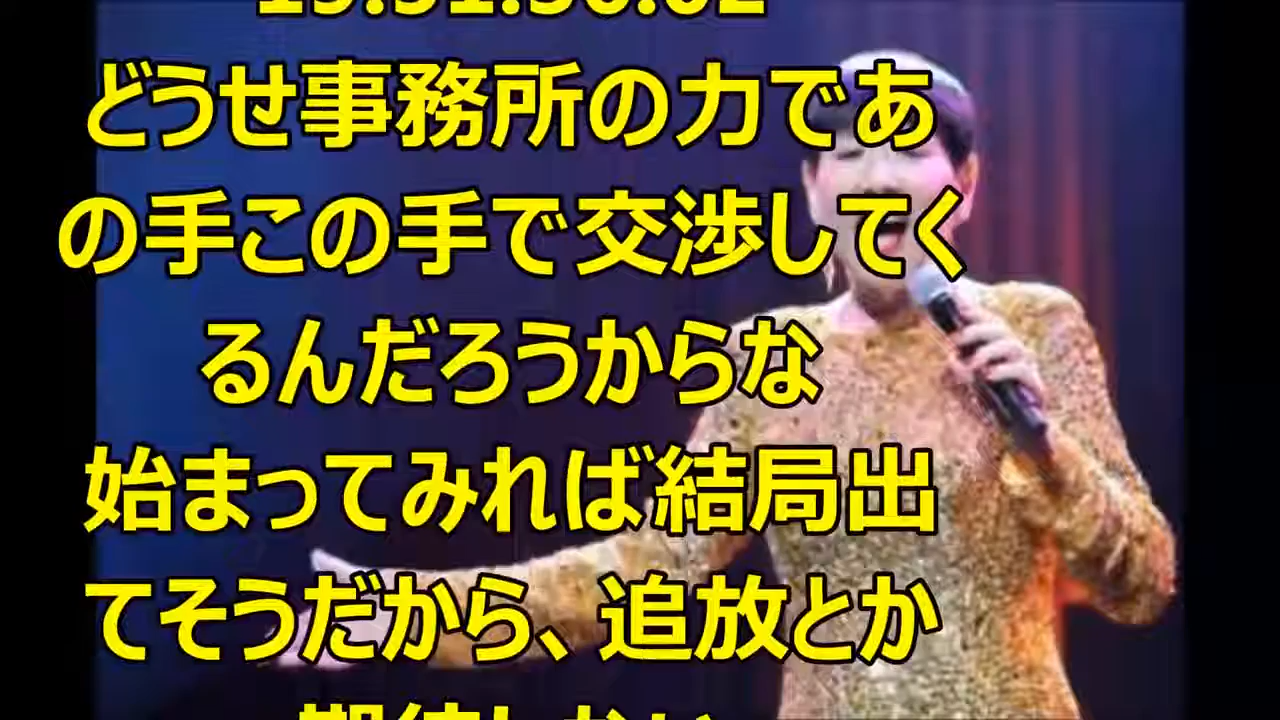 どうせ事務所の力であ
の手この手で交渉してく
るんだろうからな
始まってみれば結局出
てそうだから、追放とか